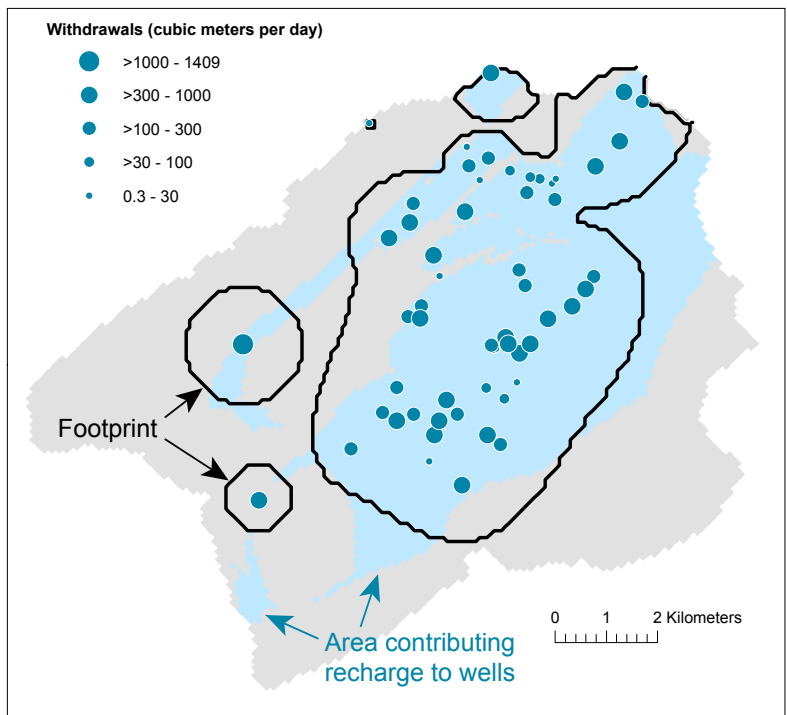 Withdrawals (cubic meters per day)
>1000 - 1409
>300 - 1000
>100 - 300
>30 - 100
0.3 - 30
Footprint
0 1 2 Kilometers
Area contributing
recharge to wells